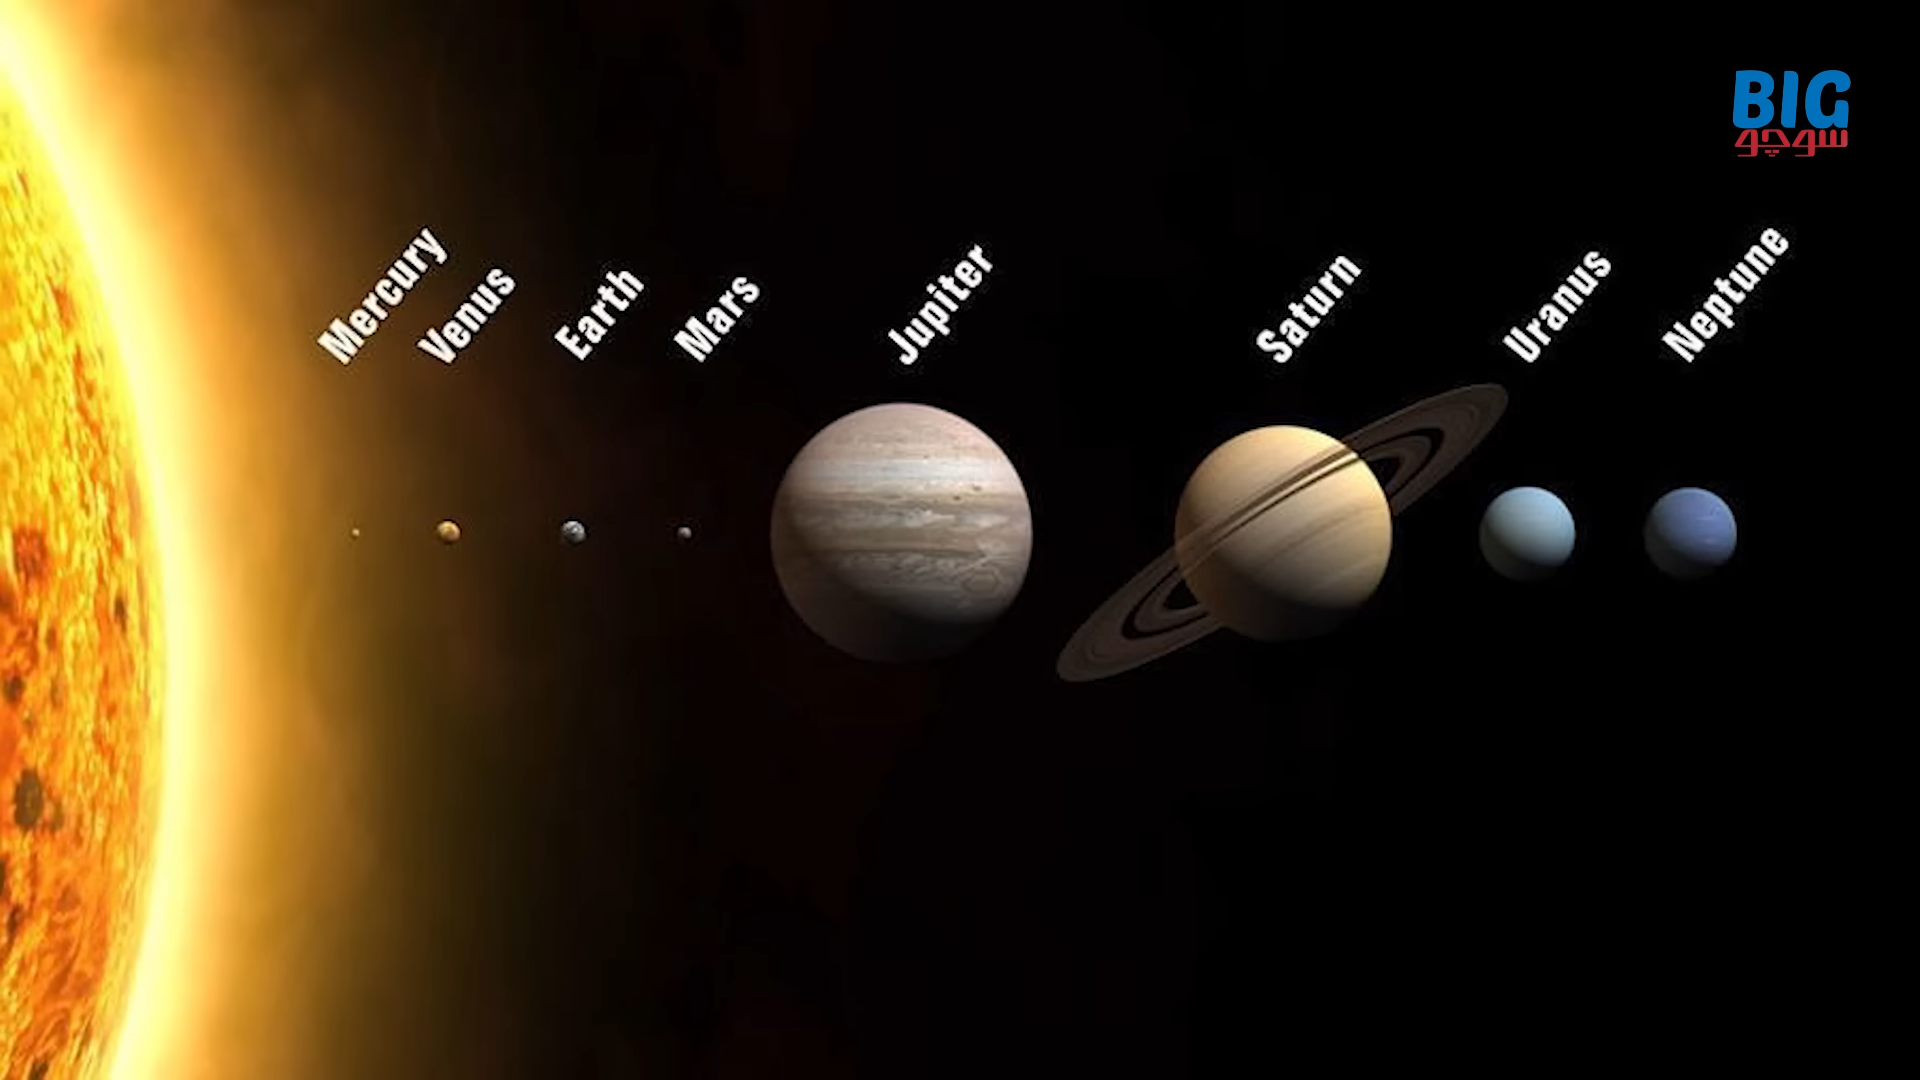 BIG
سوچو
Mercury
Venus
Earth
Mars
Jupiter
Saturn
Uranus
Neptune